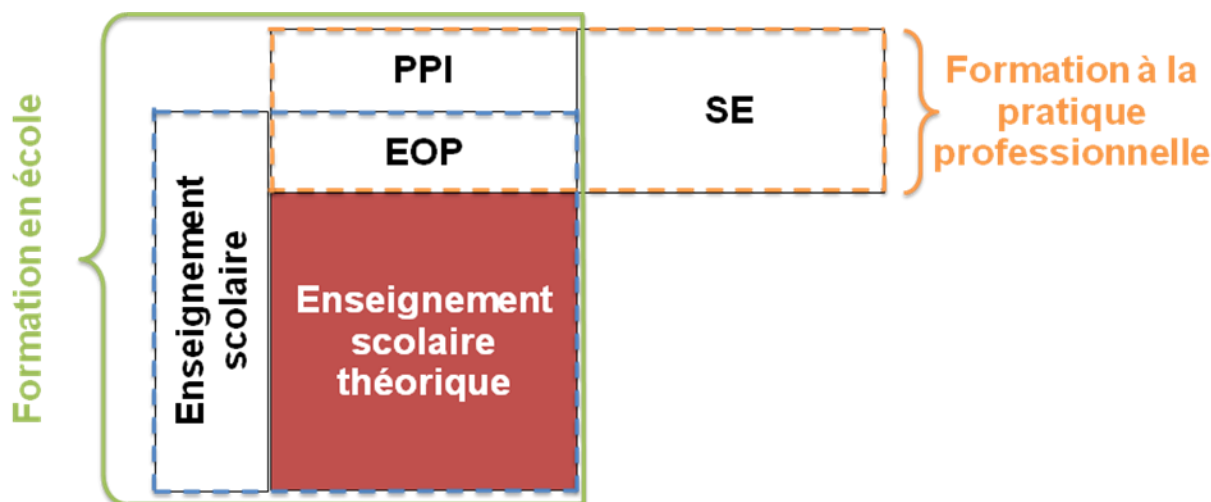 Formation en école
Enseignement
scolaire
PPI
EOP
SE
Enseignement
scolaire
théorique
Formation à la
pratique
professionnelle